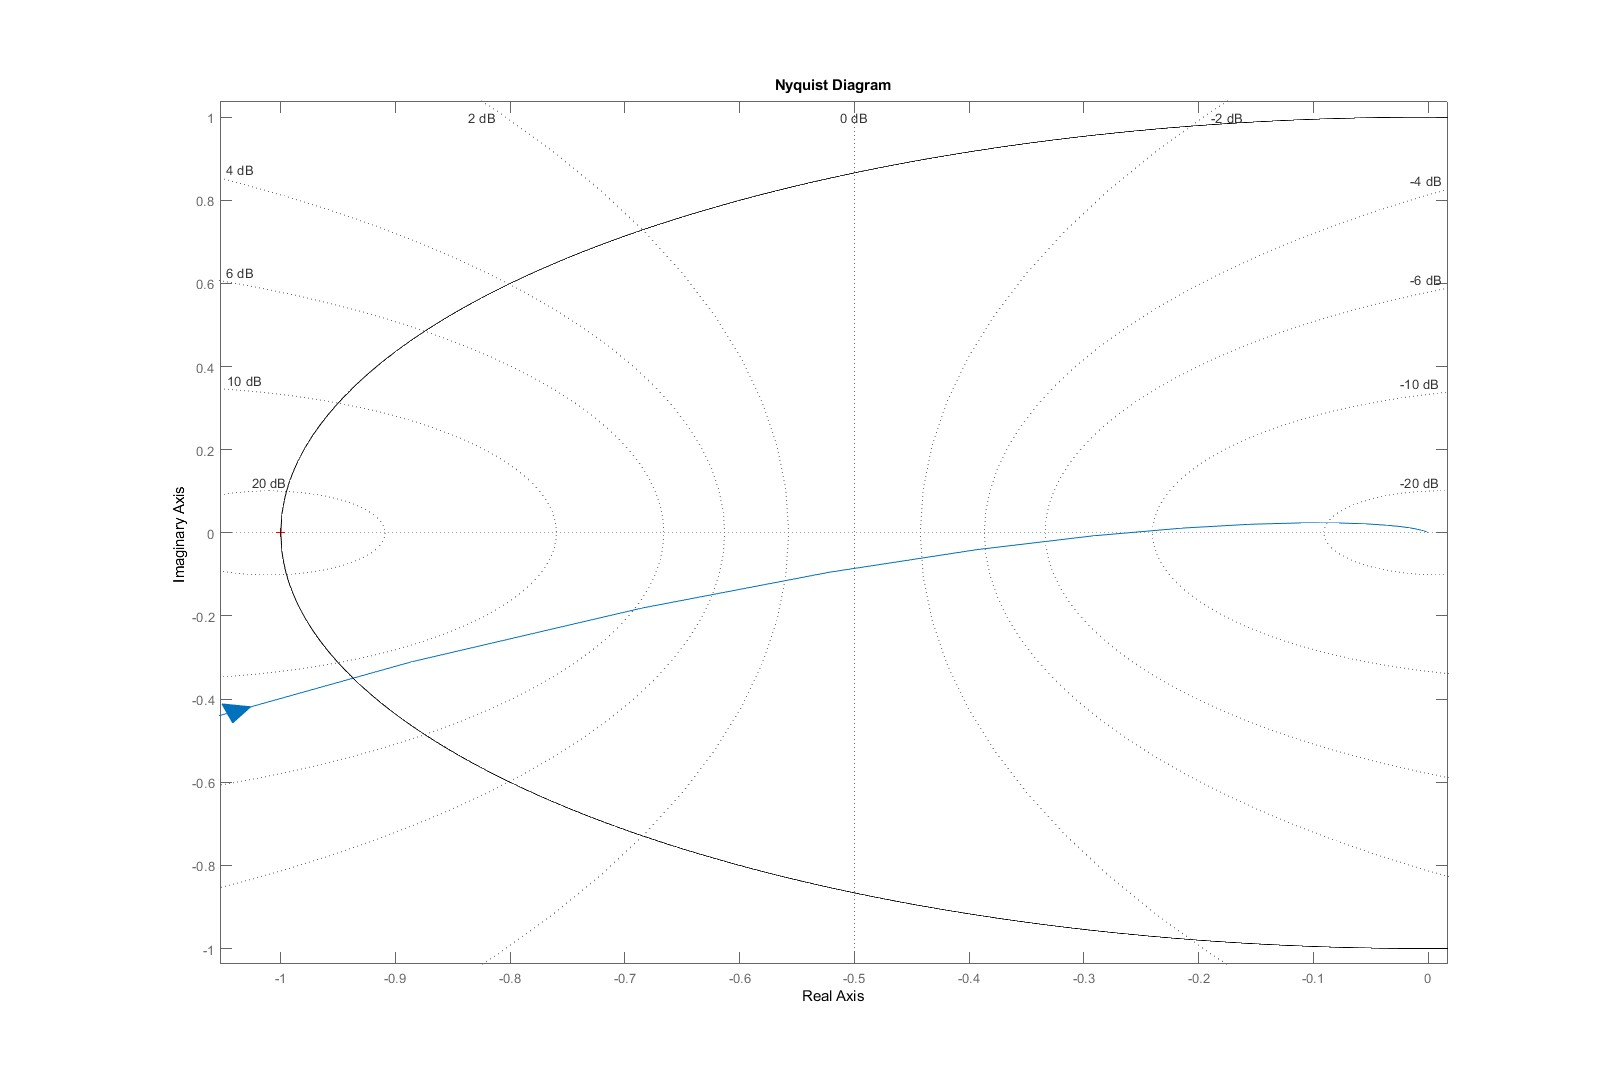 Nyquist Diagram
2 dB
0 dB
-2 dB
4 dB
-4 dB
6 dB
-6 dB
10 dB
-10 dB
20 dB
-20 dB
1
0.8
0.6
0.4
0.2
0
-0.2
-0.4
-0.6
-0.8
-1
Imaginary Axis
-1
-0.9
-0.8
-0.7
-0.6
-0.5
-0.4
-0.3
-0.2
-0.1
0
Real Axis